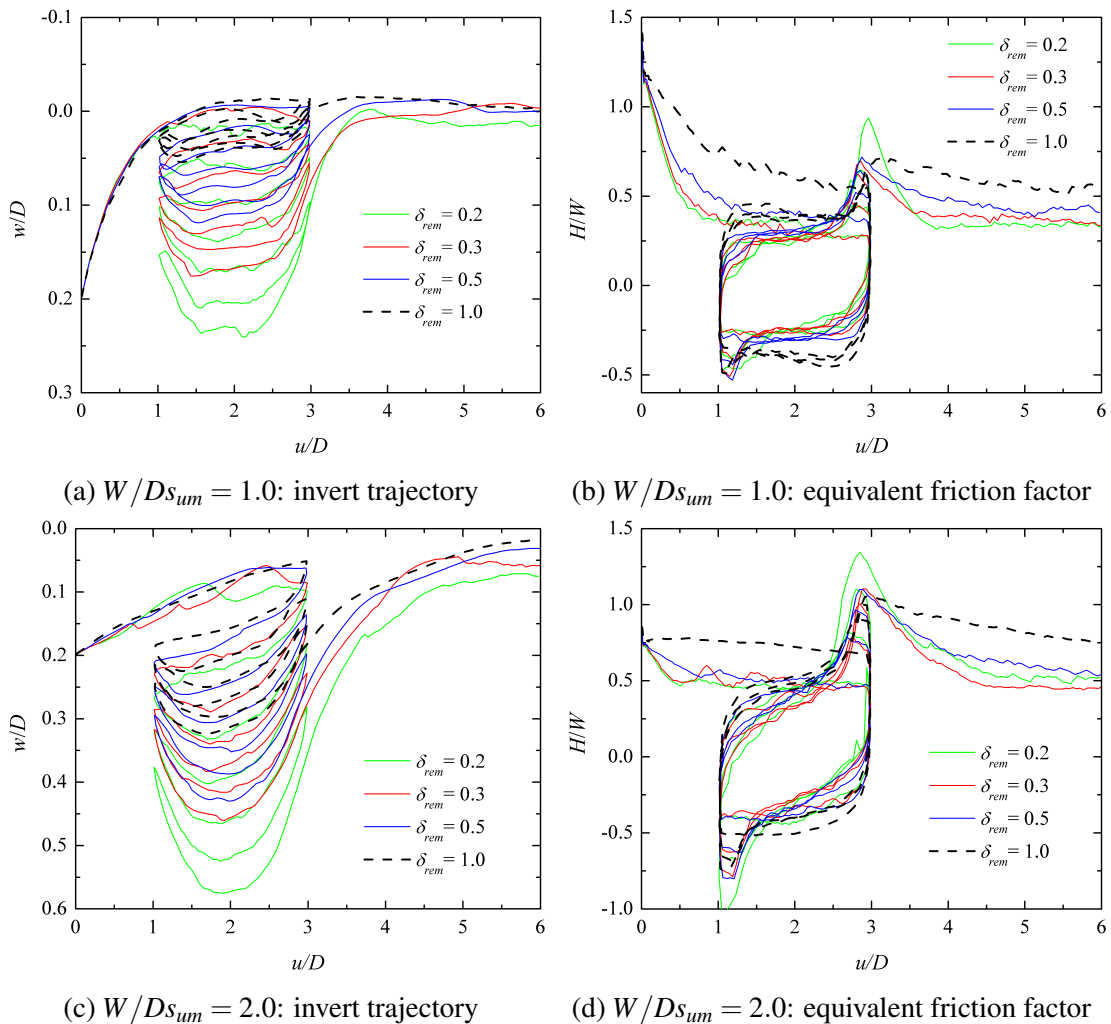 -0.1
0.0
0.1
0.2
0.3
w/D
0 1 2 3 4 5 6
u/D
δrem = 0.2
δrem = 0.3
δrem = 0.5
δrem = 1.0
(a) W/Dsum = 1.0: invert trajectory
1.5
1.0
0.5
0.0
-0.5
H/W
0 1 2 3 4 5 6
u/D
δrem = 0.2
δrem = 0.3
δrem = 0.5
δrem = 1.0
(b) W/Dsum = 1.0: equivalent friction factor
0.0
0.1
0.2
0.3
0.4
0.5
0.6
w/D
0 1 2 3 4 5 6
u/D
δrem = 0.2
δrem = 0.3
δrem = 0.5
δrem = 1.0
(c) W/Dsum = 2.0: invert trajectory
1.5
1.0
0.5
0.0
-0.5
-1.0
H/W
0 1 2 3 4 5 6
u/D
δrem = 0.2
δrem = 0.3
δrem = 0.5
δrem = 1.0
(d) W/Dsum = 2.0: equivalent friction factor